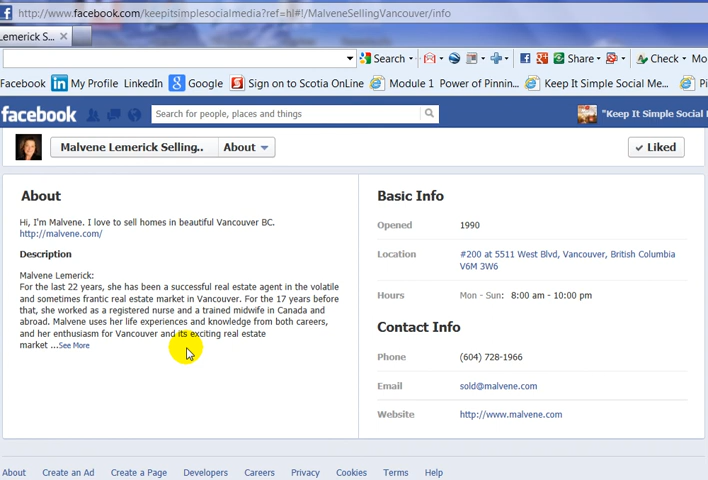 http://www.facebook.com/keepitsimplesocialmedia?ref=hl#!/MalveneSellingVancouver/info
Lemerick S... ×
Search Share Check Mo
Facebook My Profile LinkedIn Google Sign on to Scotia OnLine Module 1 Power of Pinnin... Keep It Simple Social Me... Pi
facebook Search for people, places and things "Keep It Simple Social
Malvene Lemerick Selling.. About Liked
About
Hi, I'm Malvene. I love to sell homes in beautiful Vancouver BC.
http://malvene.com/
Description
Malvene Lemerick:
For the last 22 years, she has been a successful real estate agent in the volatile
and sometimes frantic real estate market in Vancouver. For the 17 years before
that, she worked as a registered nurse and a trained midwife in Canada and
abroad. Malvene uses her life experiences and knowledge from both careers,
and her enthusiasm for Vancouver and its exciting real estate
market ...See More
Basic Info
Opened 1990
Location #200 at 5511 West Blvd, Vancouver, British Columbia
V6M 3W6
Hours Mon - Sun: 8:00 am - 10:00 pm
Contact Info
Phone (604) 728-1966
Email sold@malvene.com
Website http://www.malvene.com
About Create an Ad Create a Page Developers Careers Privacy Cookies Terms Help